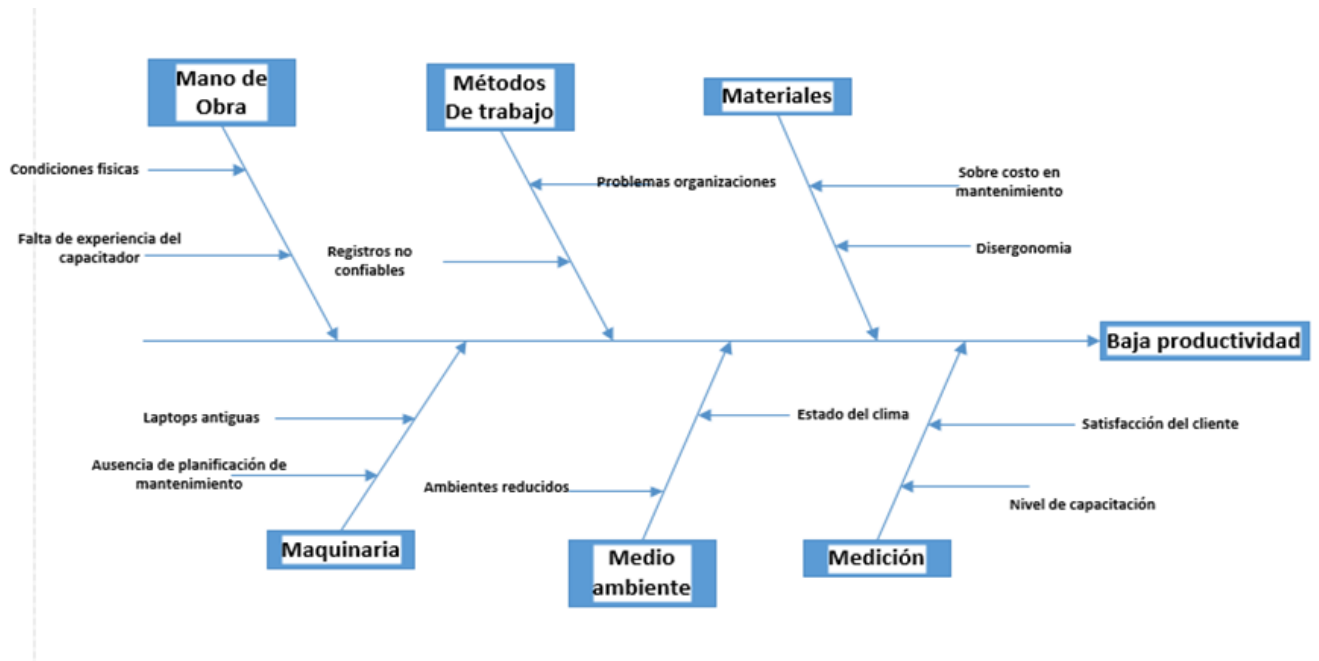 Mano de
Obra
Métodos
De trabajo
Materiales
Condiciones fisicas
Problemas organizaciones
Sobre costo en
mantenimiento
Falta de experiencia del
capacitador
Registros no
confiables
Disergonomia
Baja productividad
Laptops antiguas
Estado del clima
Satisfacción del cliente
Ausencia de planificación de
mantenimiento
Ambientes reducidos
Nivel de capacitación
Maquinaria
Medio
ambiente
Medición